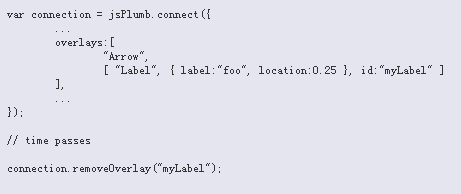 var connection = jsPlumb.connect({
...
overlays:[
"Arrow",
[ "Label", { label:"foo", location:0.25 }, id:"myLabel" ]
],
...
});
// time passes
connection.removeOverlay("myLabel");